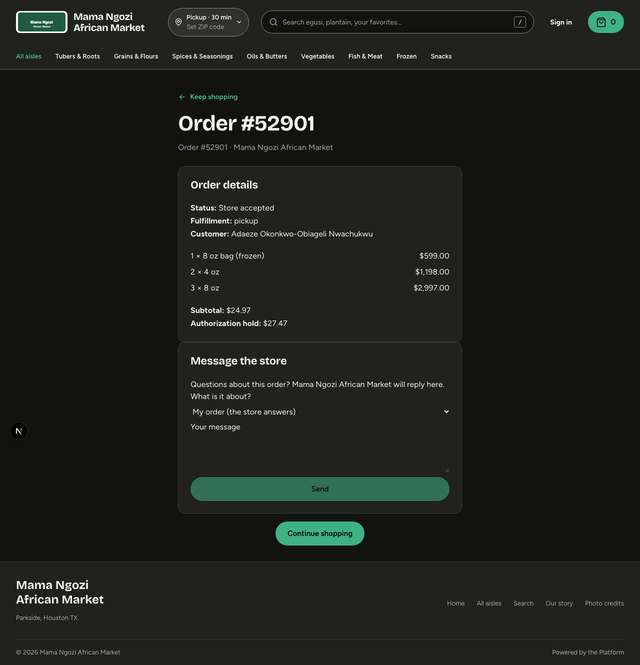 Mama Ngozi
Mama Ngozi
African Market
Pickup · 30 min
Set ZIP code
Search egusi, plantain, your favorites...
/
Sign in
0
All aisles
Tubers & Roots
Grains & Flours
Spices & Seasonings
Oils & Butters
Vegetables
Fish & Meat
Frozen
Snacks
← Keep shopping
Order #52901
Order #52901 · Mama Ngozi African Market
Order details
Status: Store accepted
Fulfillment: pickup
Customer: Adaeze Okonkwo-Obiageli Nwachukwu
1 × 8 oz bag (frozen) $599.00
2 × 4 oz $1,198.00
3 × 8 oz $2,997.00
Subtotal: $24.97
Authorization hold: $27.47
Message the store
Questions about this order? Mama Ngozi African Market will reply here.
What is it about?
My order (the store answers)
Your message
Send
N
Continue shopping
Mama Ngozi
African Market
Parkside, Houston TX
Home
All aisles
Search
Our story
Photo credits
© 2026 Mama Ngozi African Market
Powered by the Platform